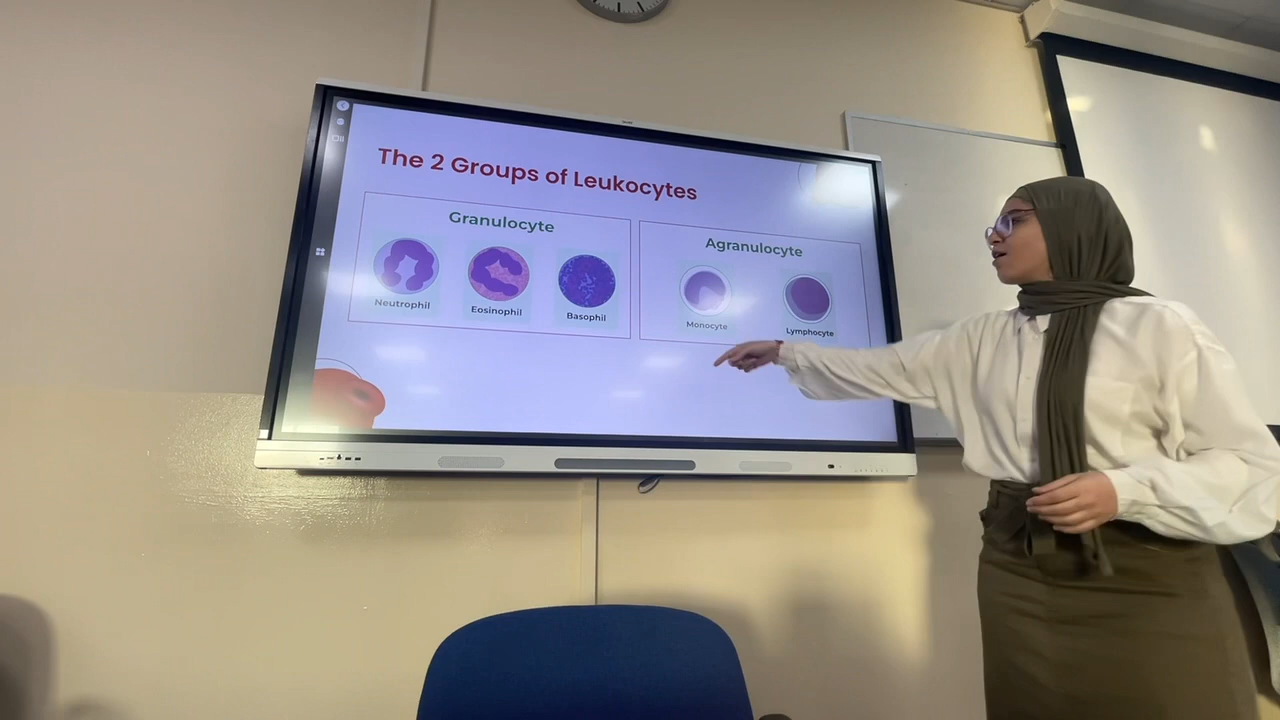 The 2 Groups of Leukocytes
Granulocyte
Agranulocyte
Neutrophil
Eosinophil
Basophil
Monocyte
Lymphocyte